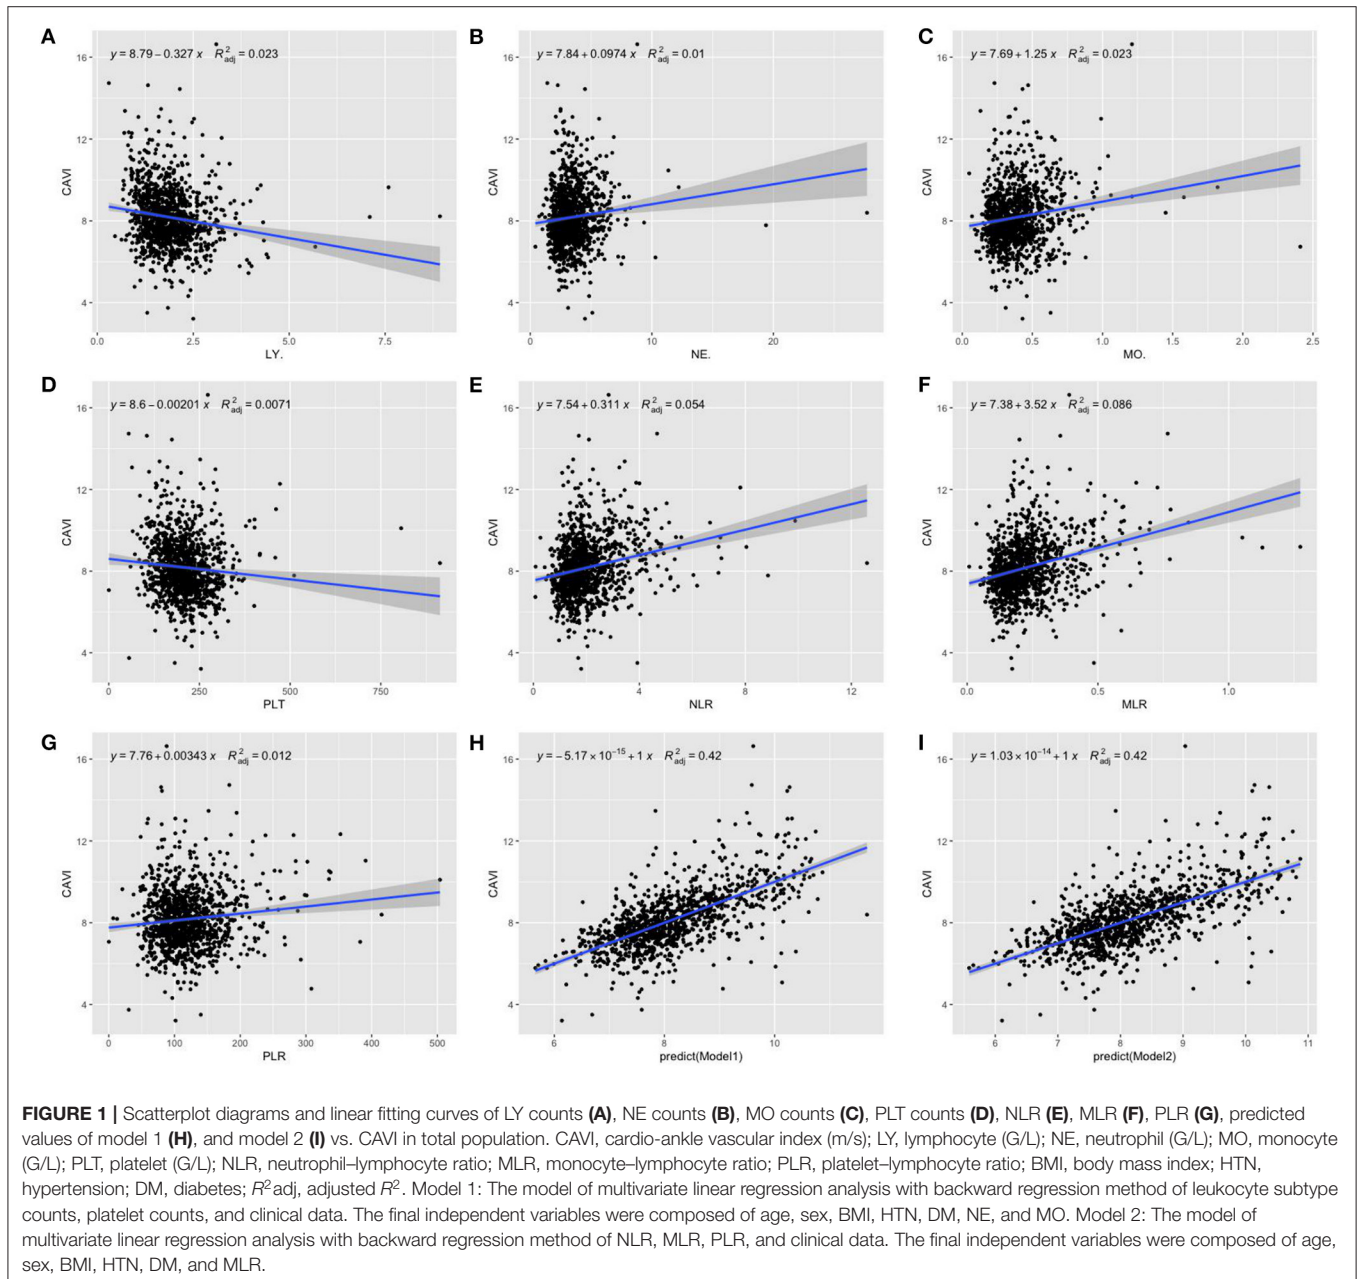 A
y = 8.79 − 0.327 x R²adj = 0.023
16
12
8
4
CAVI
0.0 2.5 5.0 7.5
LY.
B
y = 7.84 + 0.0974 x R²adj = 0.01
16
12
8
4
CAVI
0 10 20
NE.
C
y = 7.69 + 1.25 x R²adj = 0.023
16
12
8
4
CAVI
0.0 0.5 1.0 1.5 2.0 2.5
MO.
D
y = 8.6 − 0.00201 x R²adj = 0.0071
16
12
8
4
CAVI
0 250 500 750
PLT
E
y = 7.54 + 0.311 x R²adj = 0.054
16
12
8
4
CAVI
0 4 8 12
NLR
F
y = 7.38 + 3.52 x R²adj = 0.086
16
12
8
4
CAVI
0.0 0.5 1.0
MLR
G
y = 7.76 + 0.00343 x R²adj = 0.012
16
12
8
4
CAVI
0 100 200 300 400 500
PLR
H
y = − 5.17 × 10⁻¹⁵ + 1 x R²adj = 0.42
16
12
8
4
CAVI
6 8 10
predict(Model1)
I
y = 1.03 × 10⁻¹⁴ + 1 x R²adj = 0.42
16
12
8
4
CAVI
6 7 8 9 10 11
predict(Model2)
FIGURE 1 | Scatterplot diagrams and linear fitting curves of LY counts (A), NE counts (B), MO counts (C), PLT counts (D), NLR (E), MLR (F), PLR (G), predicted
values of model 1 (H), and model 2 (I) vs. CAVI in total population. CAVI, cardio-ankle vascular index (m/s); LY, lymphocyte (G/L); NE, neutrophil (G/L); MO, monocyte
(G/L); PLT, platelet (G/L); NLR, neutrophil–lymphocyte ratio; MLR, monocyte–lymphocyte ratio; PLR, platelet–lymphocyte ratio; BMI, body mass index; HTN,
hypertension; DM, diabetes; R²adj, adjusted R². Model 1: The model of multivariate linear regression analysis with backward regression method of leukocyte subtype
counts, platelet counts, and clinical data. The final independent variables were composed of age, sex, BMI, HTN, DM, NE, and MO. Model 2: The model of
multivariate linear regression analysis with backward regression method of NLR, MLR, PLR, and clinical data. The final independent variables were composed of age,
sex, BMI, HTN, DM, and MLR.